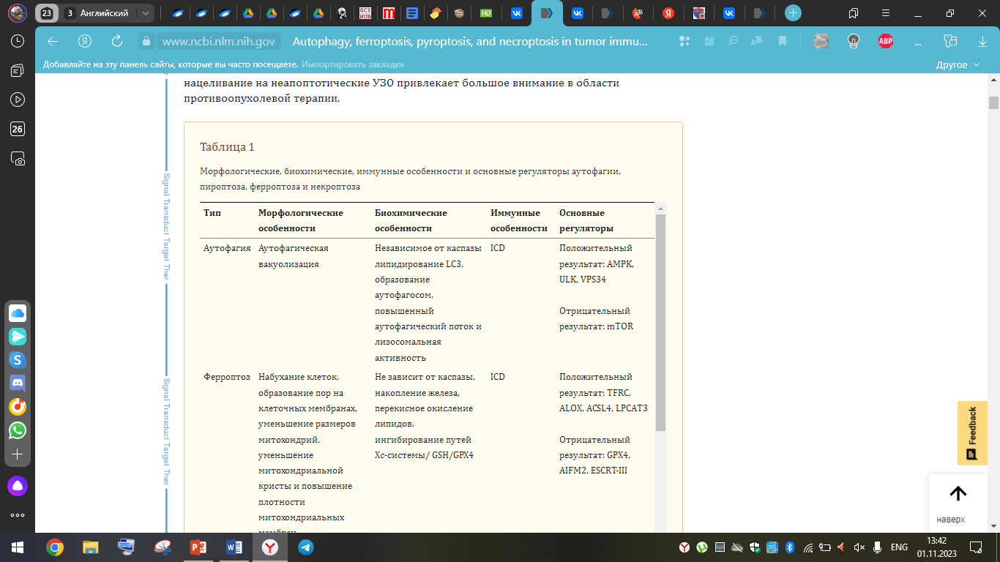 23
3 Английский
SCI HUB
HD
www.ncbi.nlm.nih.gov
Autophagy, ferroptosis, pyroptosis, and necroptosis in tumor immu...
ABP
Добавляйте на эту панель сайты, которые вы часто посещаете. Импортировать закладки
Другое
26
нацеливание на неапоптотические УЗО привлекает большое внимание в области
противоопухолевой терапии.
Таблица 1
Морфологические, биохимические, иммунные особенности и основные регуляторы аутофагии,
пироптоза, ферроптоза и некроптоза
Тип
Морфологические
особенности
Биохимические
особенности
Иммунные
особенности
Основные
регуляторы
Аутофагия
Аутофагическая
вакуолизация
Независимое от каспазы
липидирование LC3,
образование
аутофагосом,
повышенный
аутофагический поток и
лизосомальная
активность
ICD
Положительный
результат: AMPK,
ULK, VPS34
Отрицательный
результат: mTOR
Ферроптоз
Набухание клеток,
образование пор на
клеточных мембранах,
уменьшение размеров
митохондрий,
уменьшение
митохондриальной
кристы и повышение
плотности
митохондриальных
мембран
Не зависит от каспазы,
накопление железа,
перекисное окисление
липидов,
ингибирование путей
Xc-системы/ GSH/GPX4
ICD
Положительный
результат: TFRC,
ALOX, ACSL4, LPCAT3
Отрицательный
результат: GPX4,
AIFM2, ESCRT-III
Signal Transduct Target Ther
Signal Transduct Target Ther
Feedback
наверх
ENG
13:42
01.11.2023